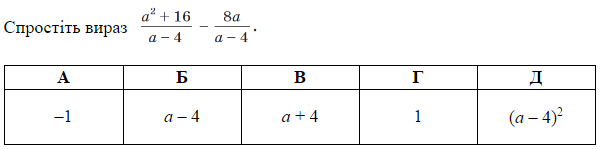 Спростіть вираз (a² + 16)/(a − 4) − 8a/(a − 4).
А Б В Г Д
−1 a − 4 a + 4 1 (a − 4)²